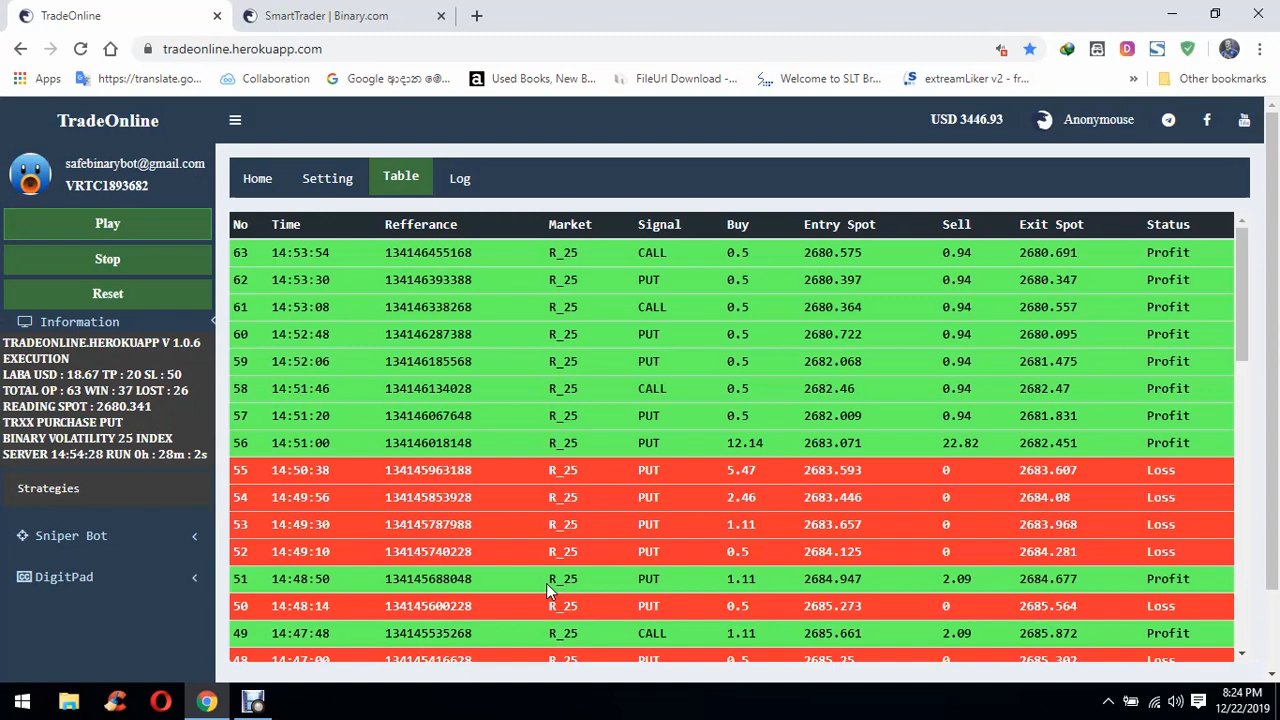 TradeOnline
SmartTrader | Binary.com
tradeonline.herokuapp.com
Apps
https://translate.go...
Collaboration
Google ආදාන මෙ...
Used Books, New B...
FileUrl Download -...
Welcome to SLT Br...
extreamLiker v2 - fr...
»
Other bookmarks
TradeOnline
USD 3446.93
Anonymouse
safebinarybot@gmail.com
VRTC1893682
Play
Stop
Reset
Information
TRADEONLINE.HEROKUAPP V 1.0.6
EXECUTION
LABA USD : 18.67 TP : 20 SL : 50
TOTAL OP : 63 WIN : 37 LOST : 26
READING SPOT : 2680.341
TRXX PURCHASE PUT
BINARY VOLATILITY 25 INDEX
SERVER 14:54:28 RUN 0h : 28m : 2s
Strategies
Sniper Bot
DigitPad
Home Setting Table Log
No Time Refferance Market Signal Buy Entry Spot Sell Exit Spot Status
63 14:53:54 134146455168 R_25 CALL 0.5 2680.575 0.94 2680.691 Profit
62 14:53:30 134146393388 R_25 PUT 0.5 2680.397 0.94 2680.347 Profit
61 14:53:08 134146338268 R_25 CALL 0.5 2680.364 0.94 2680.557 Profit
60 14:52:48 134146287388 R_25 PUT 0.5 2680.722 0.94 2680.095 Profit
59 14:52:06 134146185568 R_25 PUT 0.5 2682.068 0.94 2681.475 Profit
58 14:51:46 134146134028 R_25 CALL 0.5 2682.46 0.94 2682.47 Profit
57 14:51:20 134146067648 R_25 PUT 0.5 2682.009 0.94 2681.831 Profit
56 14:51:00 134146018148 R_25 PUT 12.14 2683.071 22.82 2682.451 Profit
55 14:50:38 134145963188 R_25 PUT 5.47 2683.593 0 2683.607 Loss
54 14:49:56 134145853928 R_25 PUT 2.46 2683.446 0 2684.08 Loss
53 14:49:30 134145787988 R_25 PUT 1.11 2683.657 0 2683.968 Loss
52 14:49:10 134145740228 R_25 PUT 0.5 2684.125 0 2684.281 Loss
51 14:48:50 134145688048 R_25 PUT 1.11 2684.947 2.09 2684.677 Profit
50 14:48:14 134145600228 R_25 PUT 0.5 2685.273 0 2685.564 Loss
49 14:47:48 134145535268 R_25 CALL 1.11 2685.661 2.09 2685.872 Profit
48 14:47:00 134145416628 R_25 PUT 0.5 2685.25 0 2685.302 Loss
8:24 PM
12/22/2019